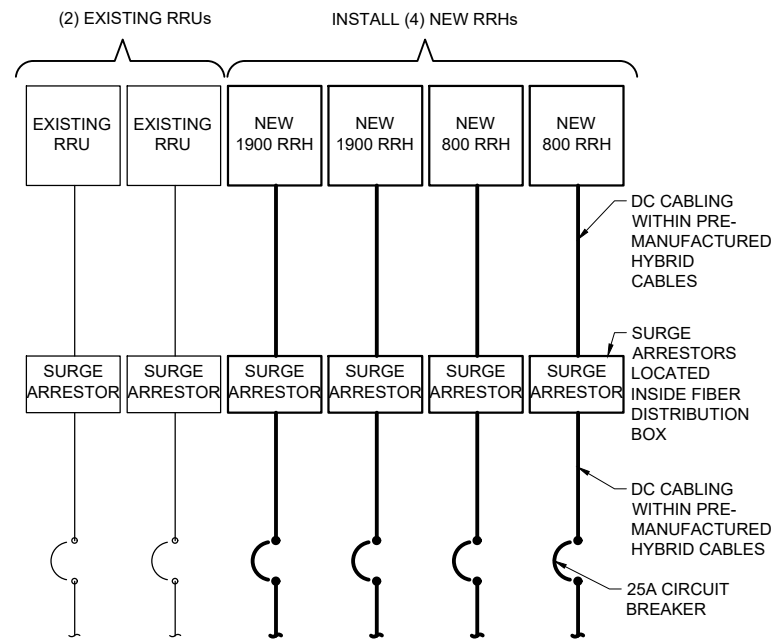 (2) EXISTING RRUs
INSTALL (4) NEW RRHs
EXISTING
RRU
EXISTING
RRU
NEW
1900 RRH
NEW
1900 RRH
NEW
800 RRH
NEW
800 RRH
DC CABLING
WITHIN PRE-
MANUFACTURED
HYBRID
CABLES
SURGE
ARRESTOR
SURGE
ARRESTOR
SURGE
ARRESTOR
SURGE
ARRESTOR
SURGE
ARRESTOR
SURGE
ARRESTOR
SURGE
ARRESTORS
LOCATED
INSIDE FIBER
DISTRIBUTION
BOX
DC CABLING
WITHIN PRE-
MANUFACTURED
HYBRID CABLES
25A CIRCUIT
BREAKER